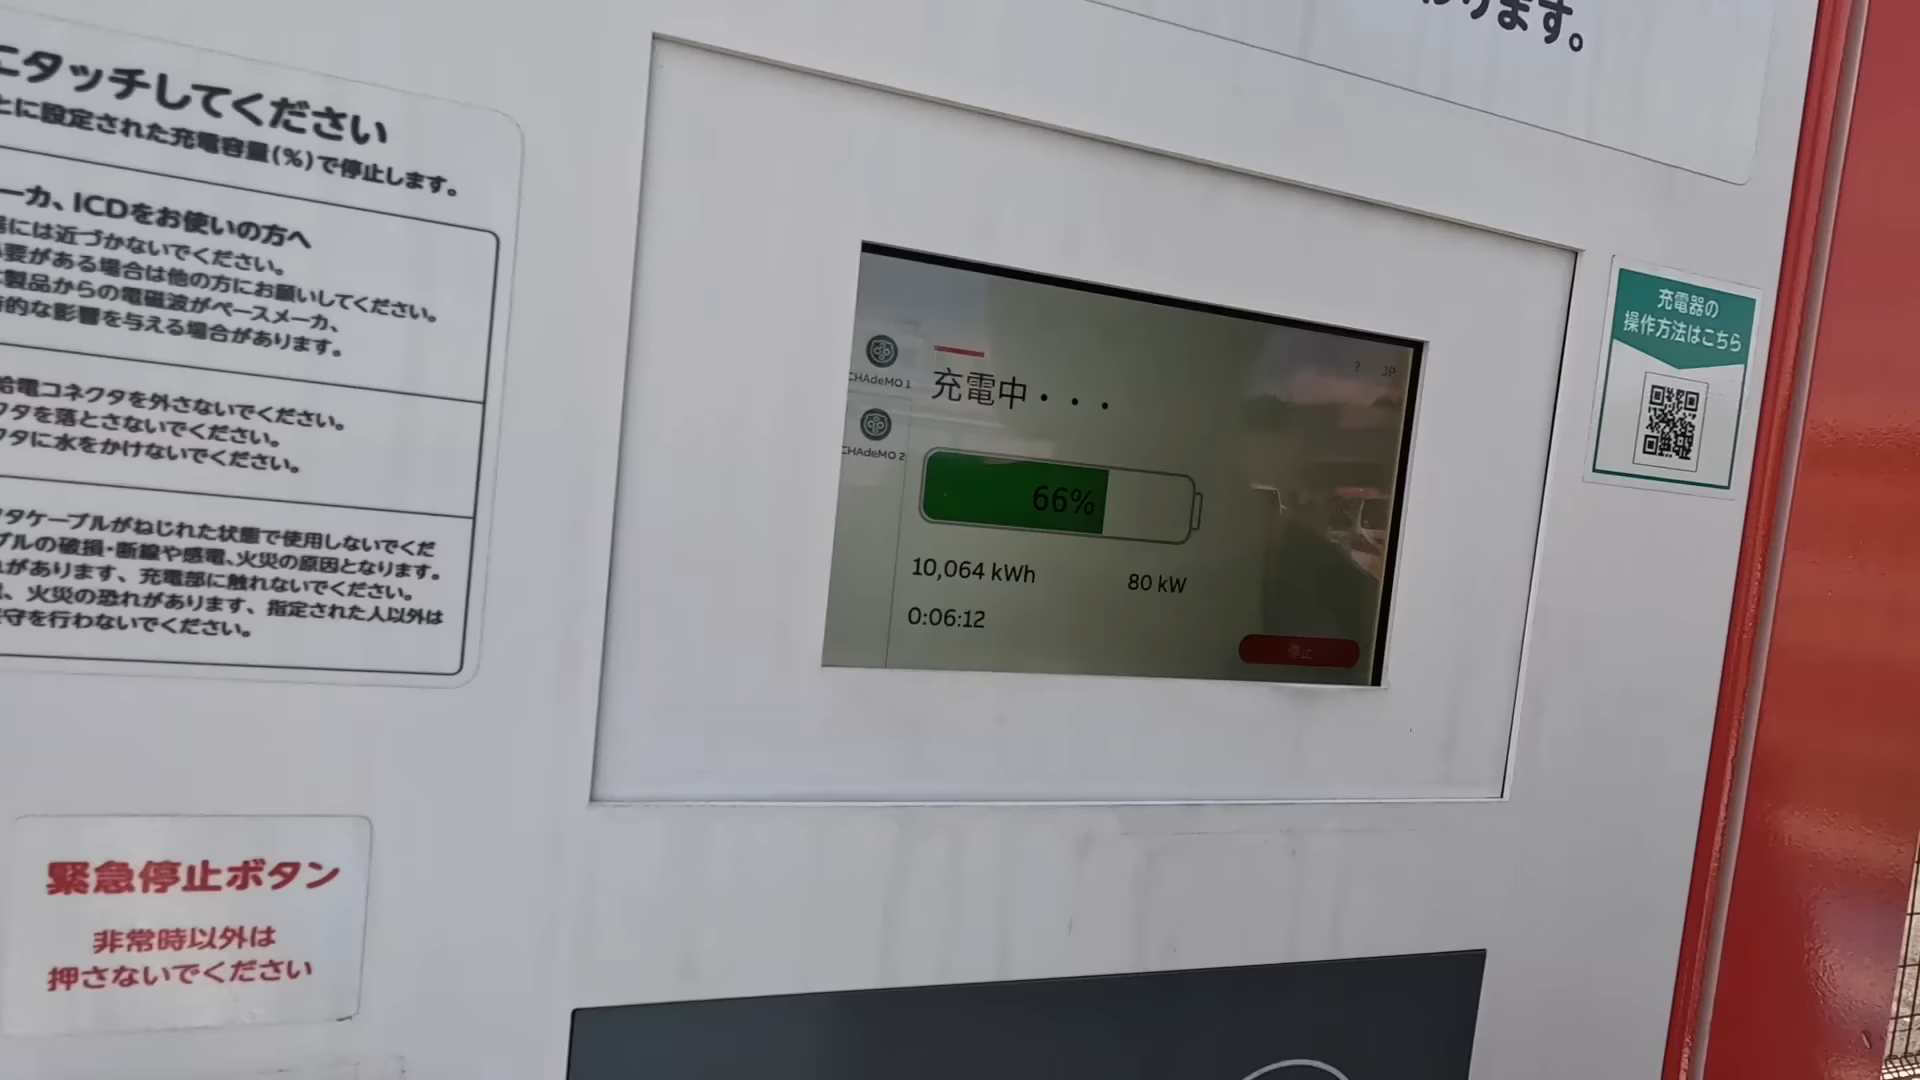 わります。
にタッチしてください
とに設定された充電容量(%)で停止します。
ーカ、ICDをお使いの方へ
には近づかないでください。
要がある場合は他の方にお願いしてください。
製品からの電磁波がペースメーカ、
的な影響を与える場合があります。
給電コネクタを外さないでください。
クタを落とさないでください。
クタに水をかけないでください。
タケーブルがねじれた状態で使用しないでくだ
ブルの破損・断線や感電、火災の原因となります。
があります、充電部に触れないでください。
、火災の恐れがあります、指定された人以外は
守を行わないでください。
緊急停止ボタン
非常時以外は
押さないでください
CHAdeMO 1
CHAdeMO 2
? JP
充電中・・・
66%
10,064 kWh 80 kW
0:06:12
停止
充電器の
操作方法はこちら